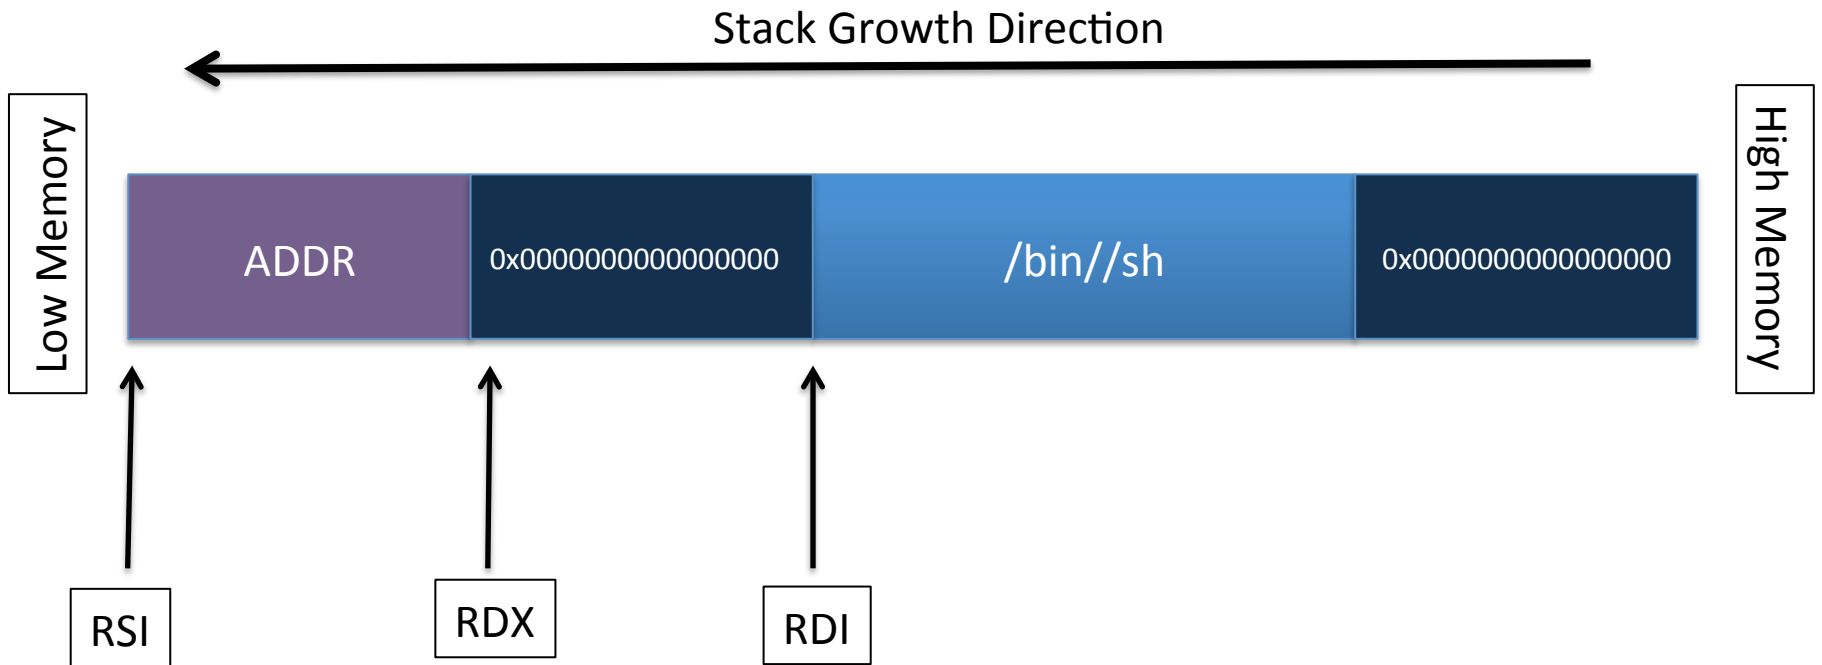 Stack Growth Direction
Low Memory
High Memory
ADDR
0x0000000000000000
/bin//sh
0x0000000000000000
RSI
RDX
RDI